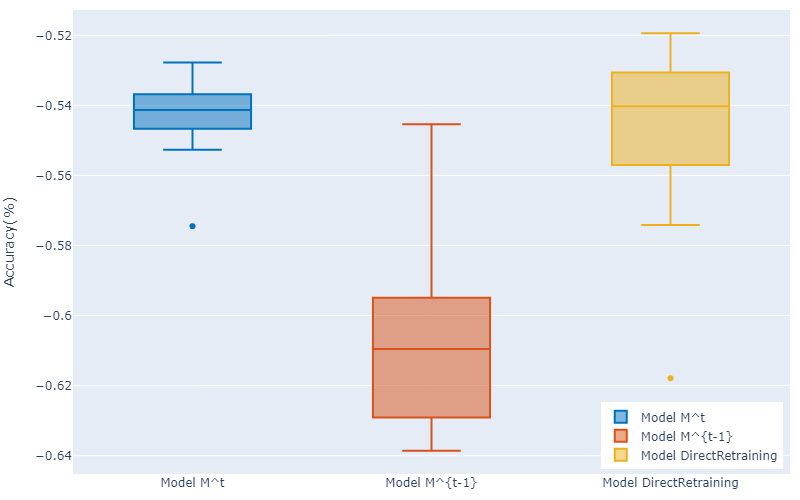 Accuracy(%)
−0.52
−0.54
−0.56
−0.58
−0.6
−0.62
−0.64
Model M^t
Model M^{t-1}
Model DirectRetraining
Model M^t
Model M^{t-1}
Model DirectRetraining